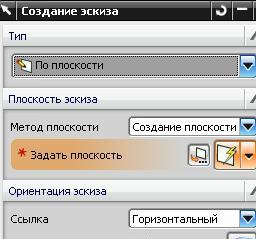 Создание эскиза
Тип
По плоскости
Плоскость эскиза
Метод плоскости Создание плоскости
* Задать плоскость
Ориентация эскиза
Ссылка Горизонтальный